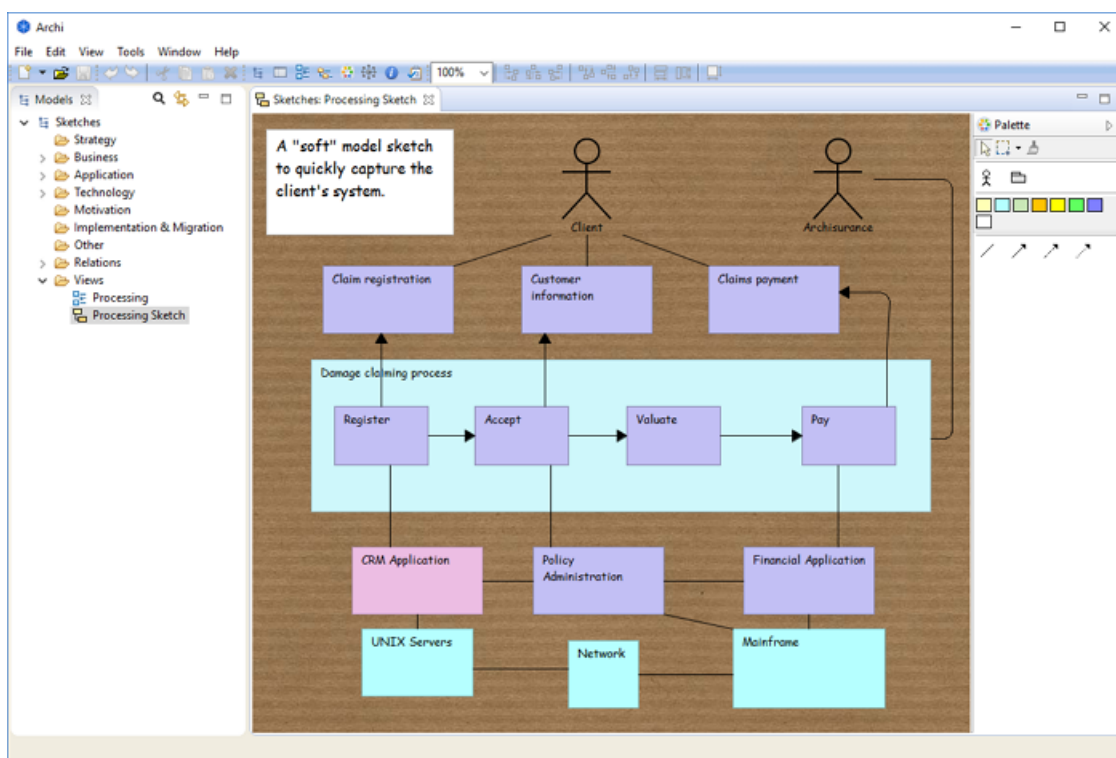 Archi
File Edit View Tools Window Help
100%
Models
Sketches
Strategy
Business
Application
Technology
Motivation
Implementation & Migration
Other
Relations
Views
Processing
Processing Sketch
Sketches: Processing Sketch
A "soft" model sketch
to quickly capture the
client's system.
Client
Archisurance
Claim registration
Customer
information
Claims payment
Damage claiming process
Register
Accept
Valuate
Pay
CRM Application
Policy
Administration
Financial Application
UNIX Servers
Network
Mainframe
Palette